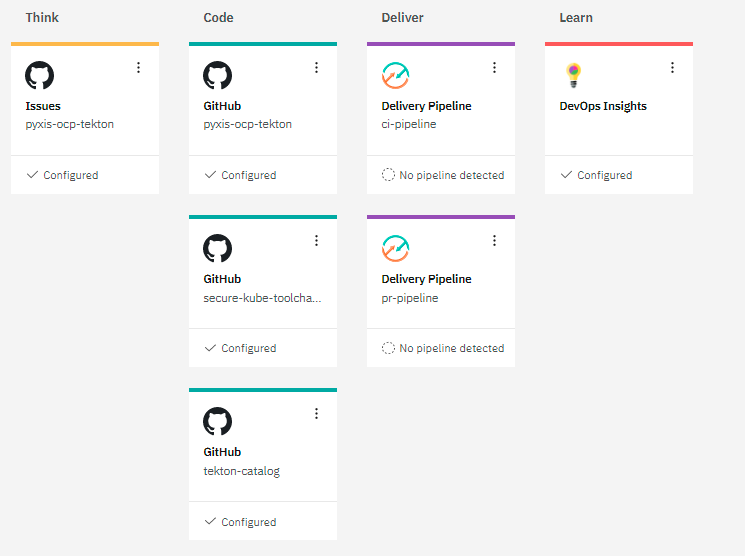 Think
Code
Deliver
Learn
Issues
pyxis-ocp-tekton
Configured
GitHub
pyxis-ocp-tekton
Configured
Delivery Pipeline
ci-pipeline
No pipeline detected
DevOps Insights
Configured
GitHub
secure-kube-toolcha...
Configured
Delivery Pipeline
pr-pipeline
No pipeline detected
GitHub
tekton-catalog
Configured